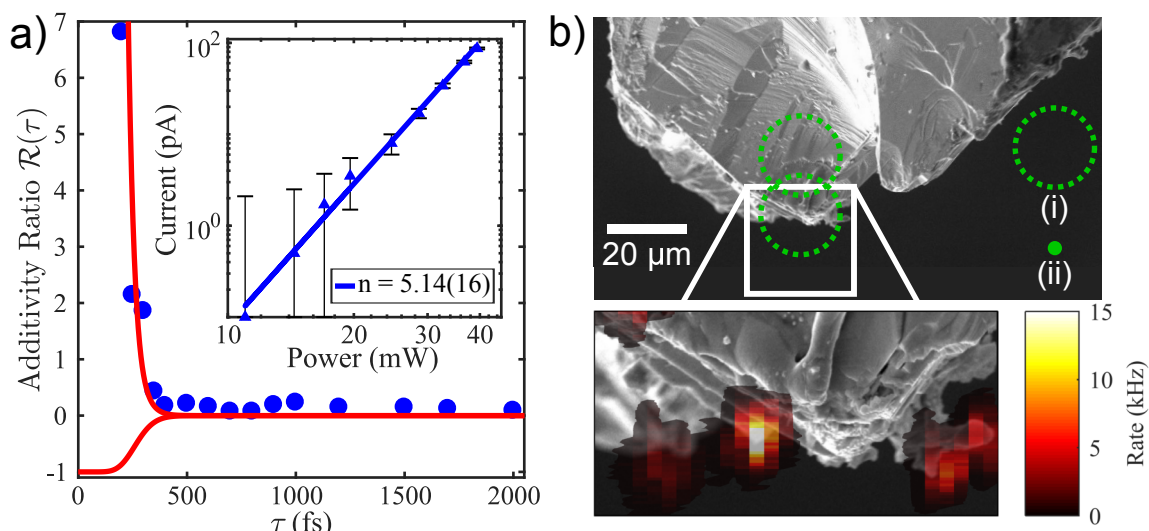 a)
Additivity Ratio R(τ)
7
6
5
4
3
2
1
0
-1
0
500
1000
1500
2000
τ (fs)
Current (pA)
10²
10⁰
n = 5.14(16)
10
20
30
40
Power (mW)
b)
20 µm
(i)
(ii)
15
10
5
0
Rate (kHz)